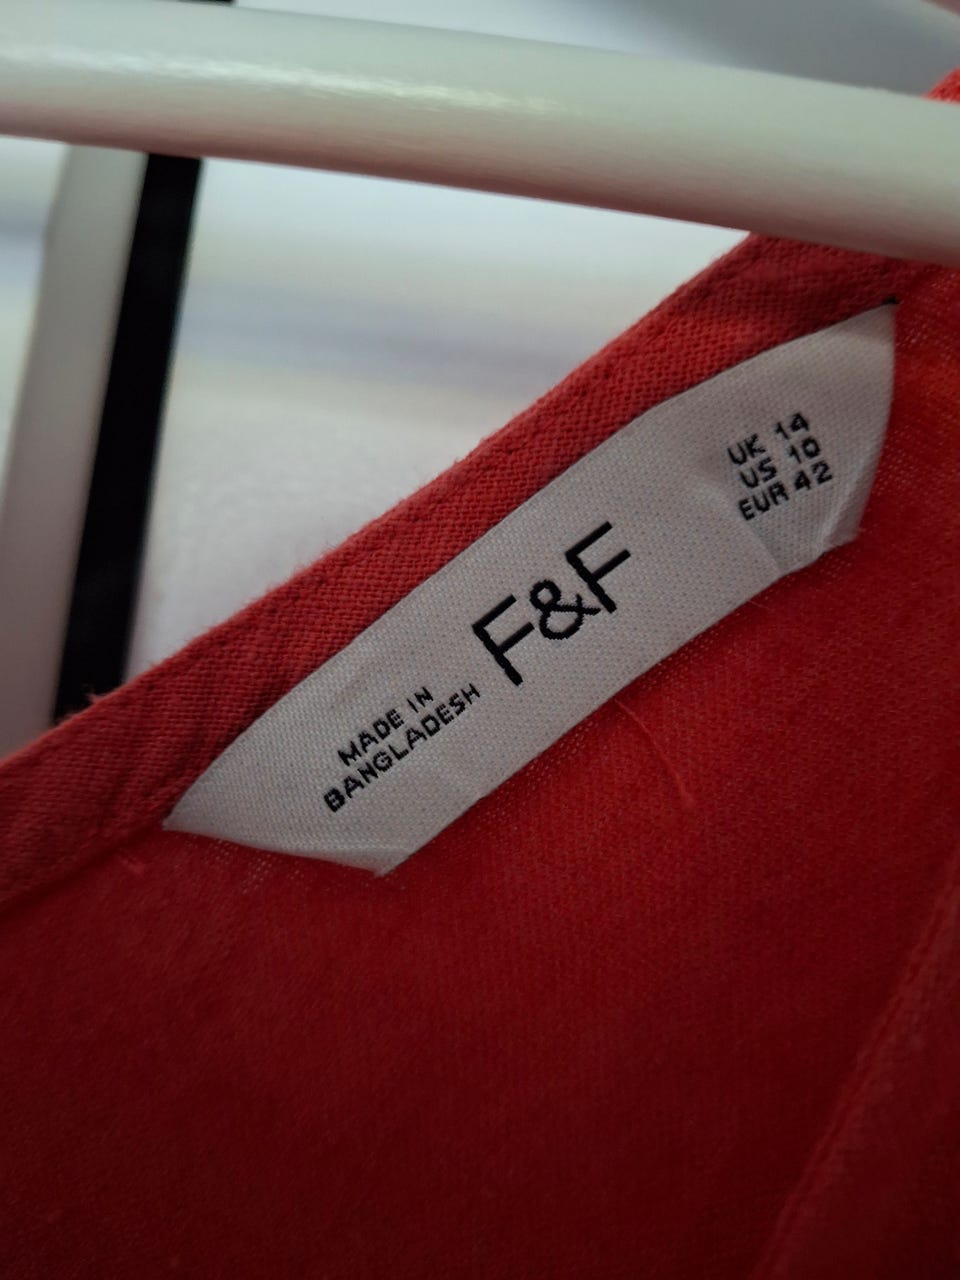 UK 14
US 10
EUR 42
F&F
MADE IN
BANGLADESH